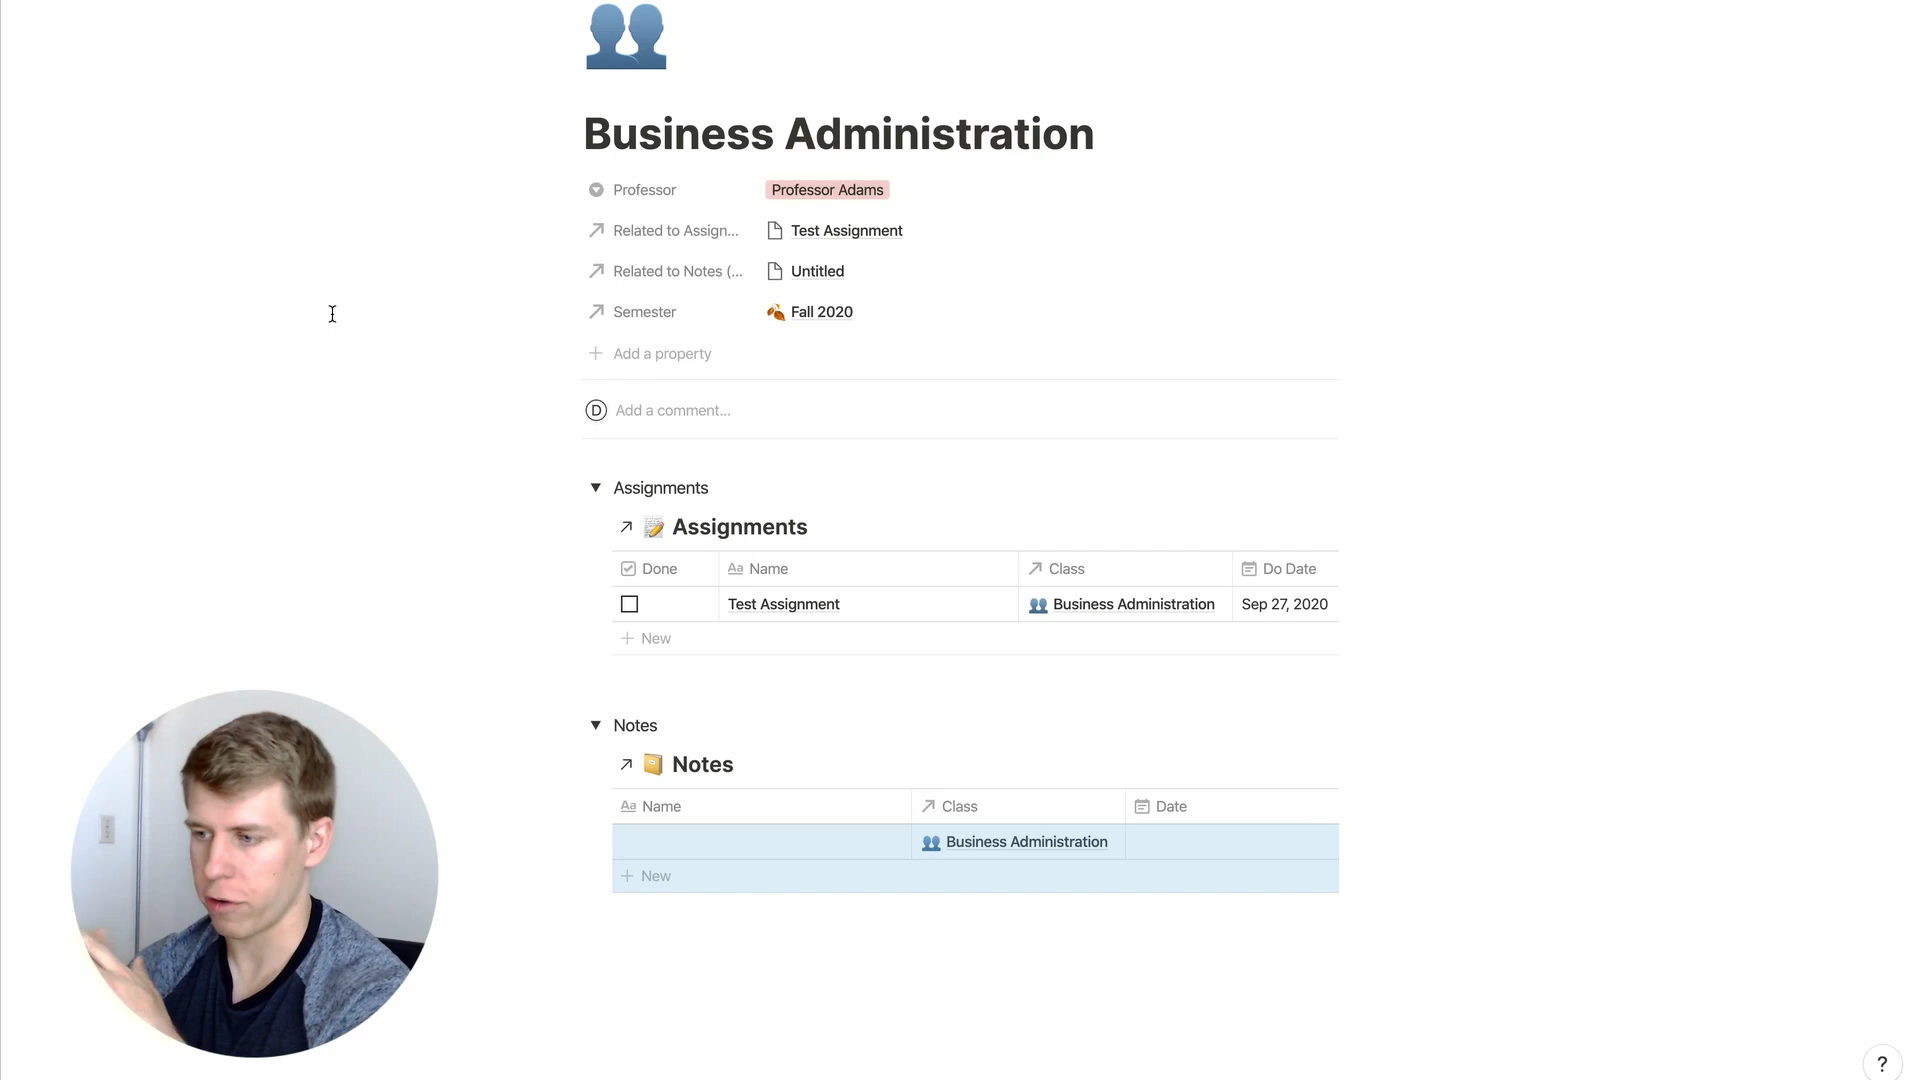 Business Administration
Professor Professor Adams
Related to Assign... Test Assignment
Related to Notes (... Untitled
Semester Fall 2020
Add a property
D Add a comment...
Assignments
Assignments
Done Aa Name Class Do Date
Test Assignment Business Administration Sep 27, 2020
New
Notes
Notes
Aa Name Class Date
Business Administration
New
?